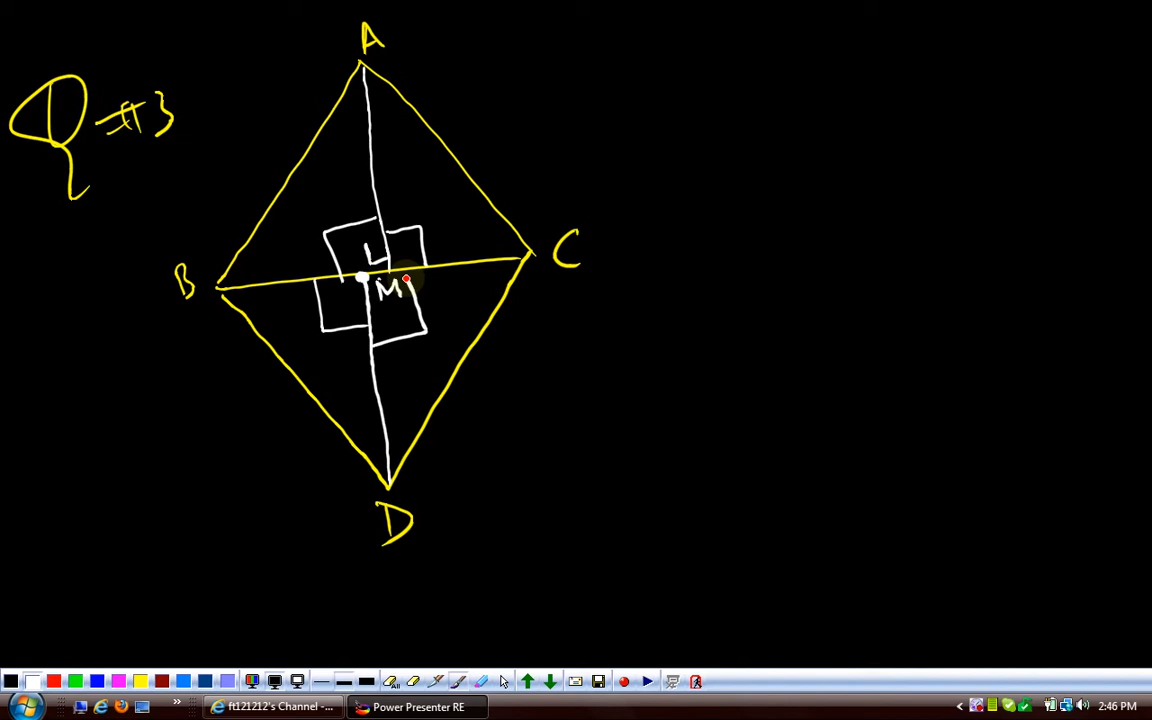 A
Q #3
L
C
B
M
D
ft121212's Channel -...
Power Presenter RE
2:46 PM